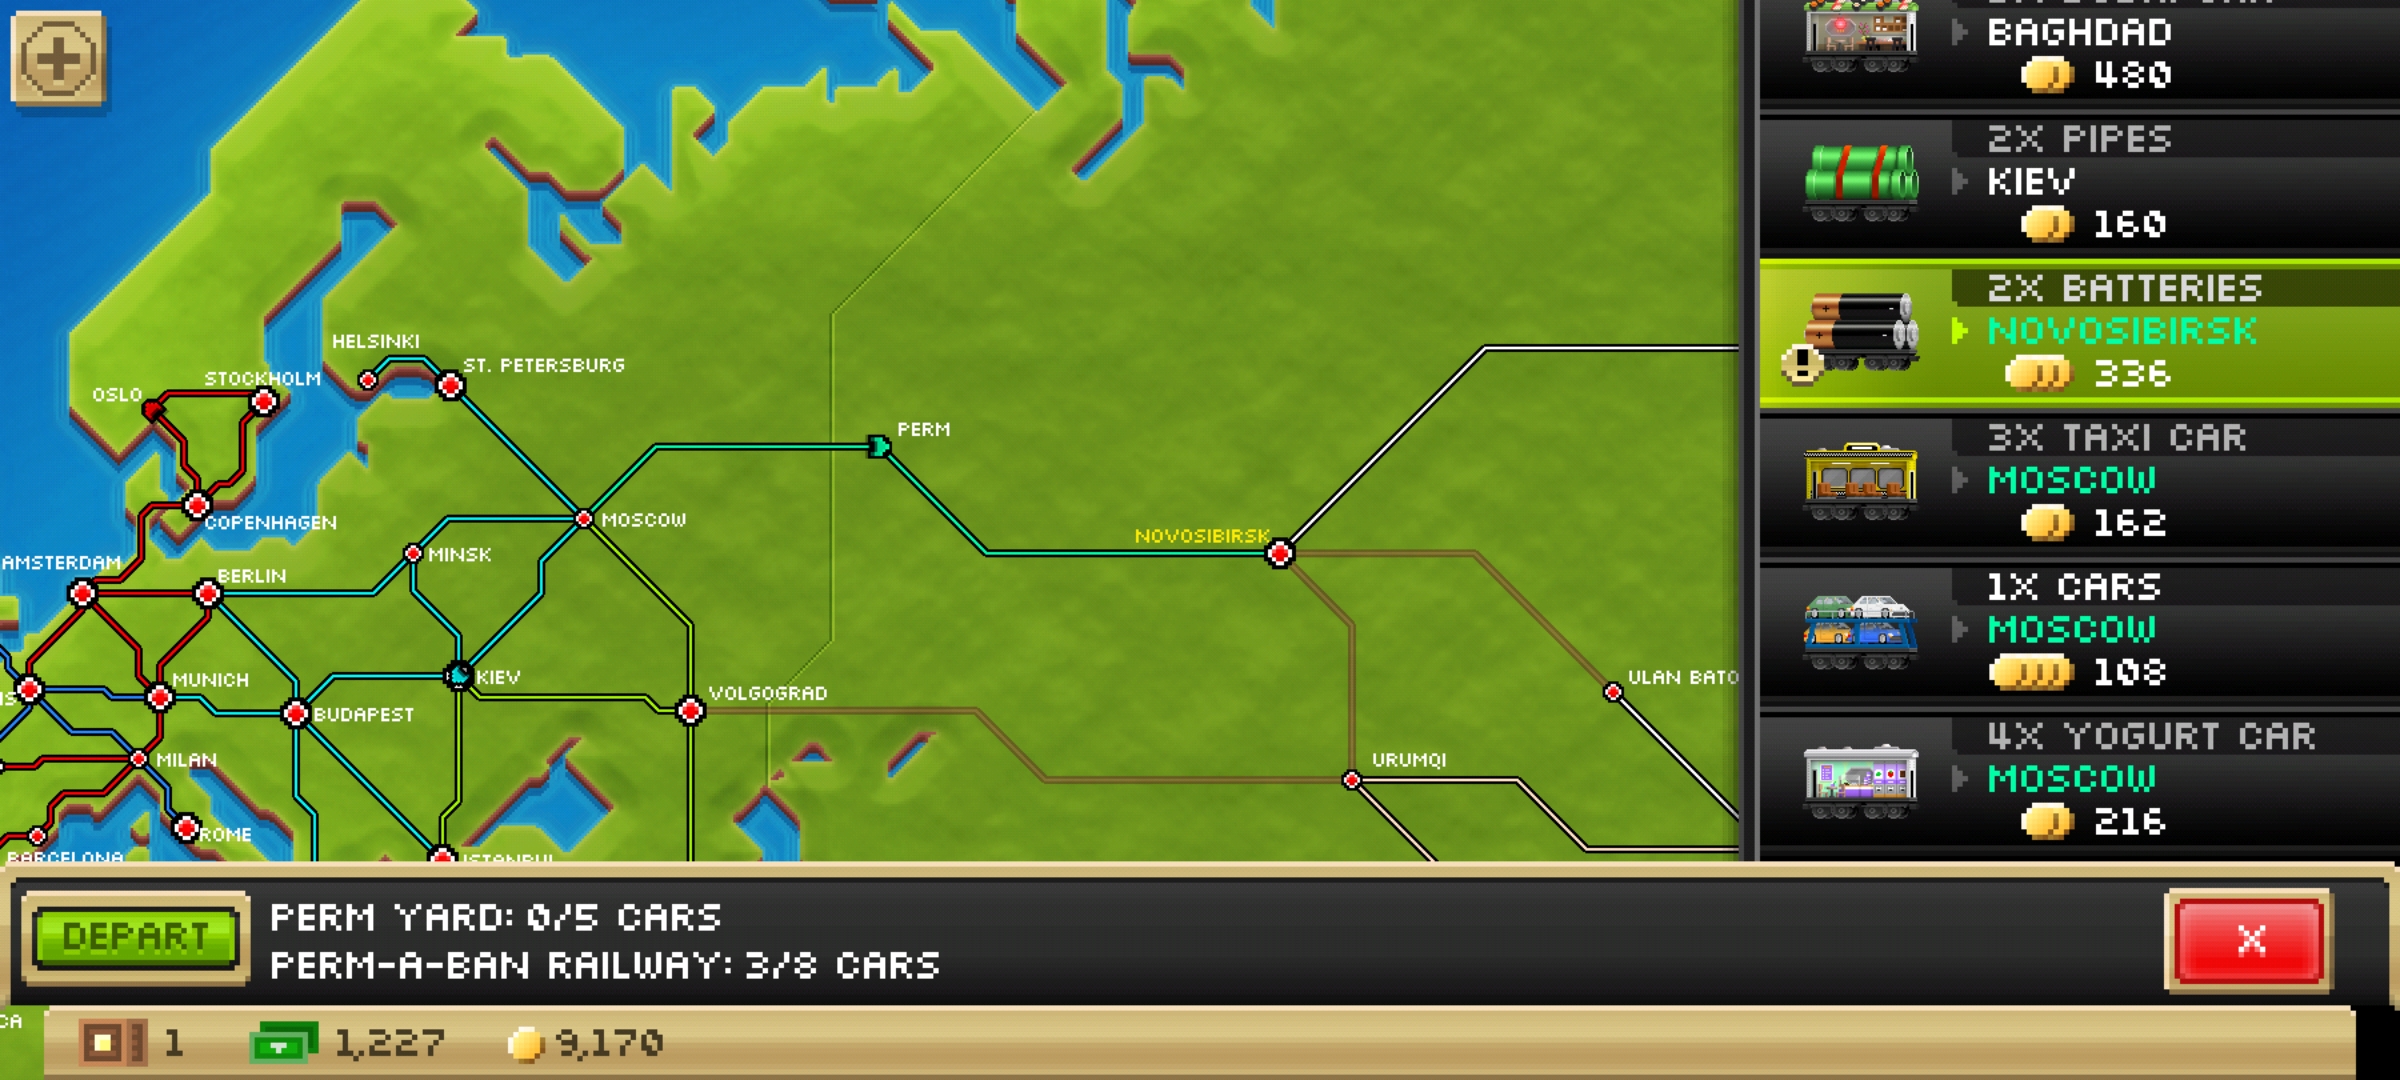 BAGHDAD
480
2X PIPES
KIEV
160
2X BATTERIES
NOVOSIBIRSK
336
3X TAXI CAR
MOSCOW
162
1X CARS
MOSCOW
108
4X YOGURT CAR
MOSCOW
216
HELSINKI
ST. PETERSBURG
STOCKHOLM
OSLO
PERM
COPENHAGEN
MOSCOW
NOVOSIBIRSK
MINSK
AMSTERDAM
BERLIN
MUNICH
KIEV
ULAN BATO
VOLGOGRAD
BUDAPEST
MILAN
URUMQI
ROME
BARCELONA
ISTANBUL
DEPART
PERM YARD: 0/5 CARS
PERM-A-BAN RAILWAY: 3/8 CARS
X
CA
1
1,227
9,170